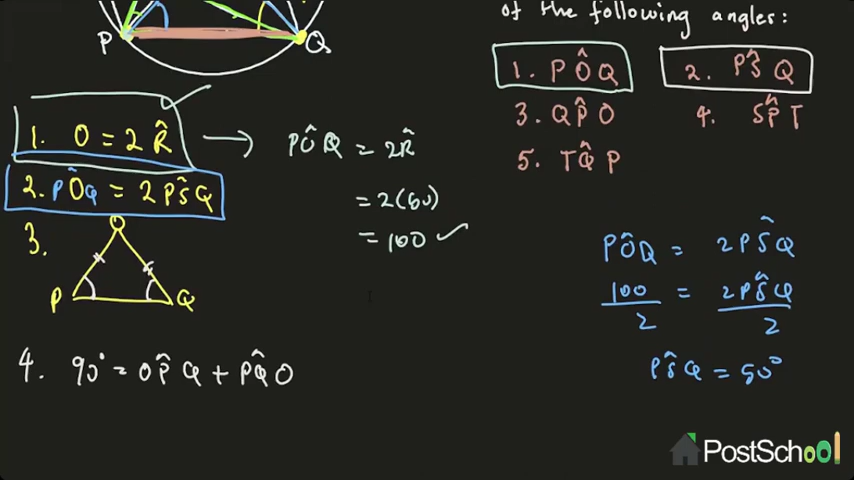 of the following angles:
P Q
1. PÔQ 2. PŜQ
3. QP̂O 4. SP̂T
5. TQ̂P
1. O = 2R̂ → PÔQ = 2R̂
= 2(50)
= 100 ✓
2. PÔQ = 2PŜQ
3. O
P Q
PÔQ = 2PŜQ
100/2 = 2PŜQ/2
PŜQ = 50°
4. 90° = OP̂Q + PQ̂O
PostSchool